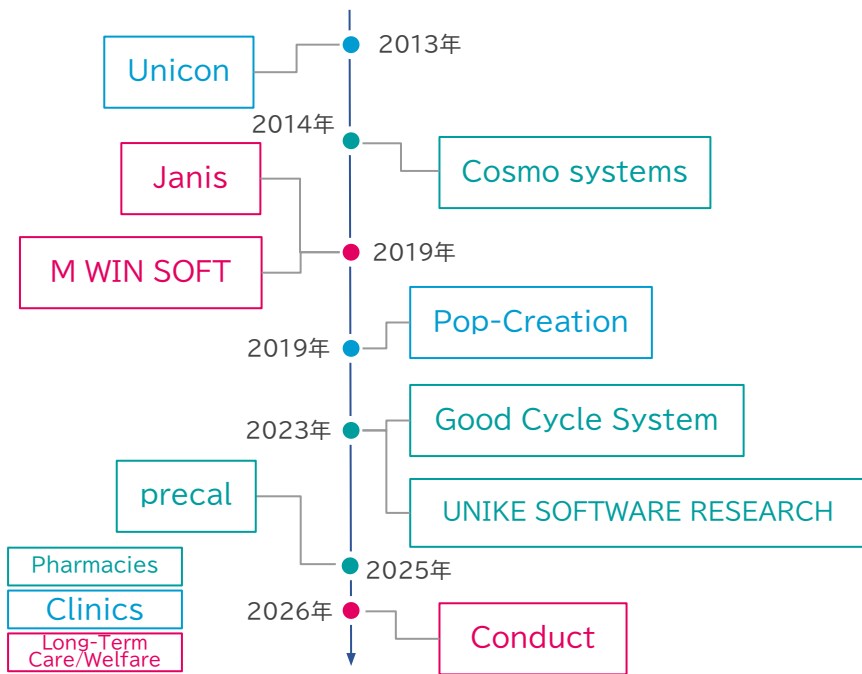 2013年
Unicon
2014年
Cosmo systems
Janis
M WIN SOFT
2019年
Pop-Creation
2019年
Good Cycle System
2023年
precal
UNIKE SOFTWARE RESEARCH
Pharmacies
2025年
Clinics
2026年
Conduct
Long-Term
Care/Welfare